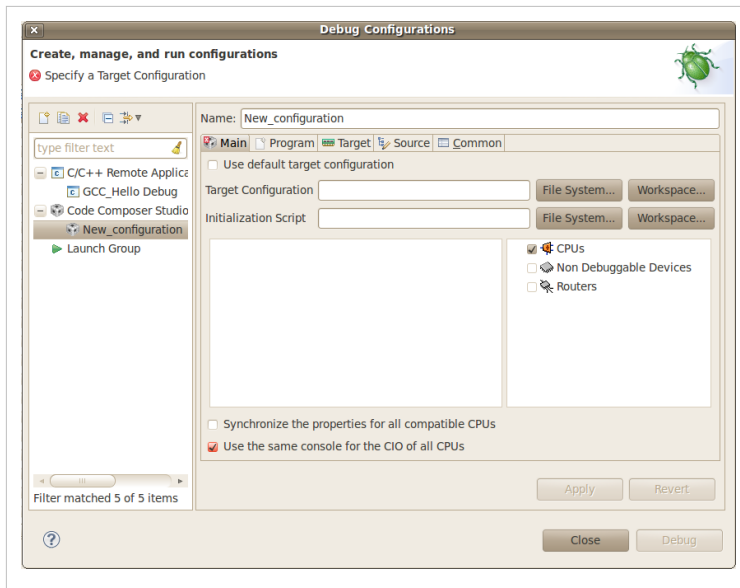 Debug Configurations
Create, manage, and run configurations
Specify a Target Configuration
type filter text
C/C++ Remote Applica
GCC_Hello Debug
Code Composer Studio
New_configuration
Launch Group
Filter matched 5 of 5 items
Name: New_configuration
Main Program Target Source Common
Use default target configuration
Target Configuration File System... Workspace...
Initialization Script File System... Workspace...
CPUs
Non Debuggable Devices
Routers
Synchronize the properties for all compatible CPUs
Use the same console for the CIO of all CPUs
Apply Revert
? Close Debug